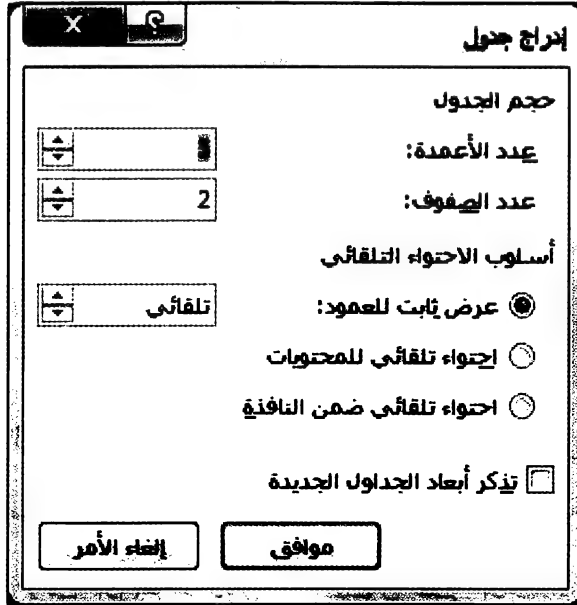 إدراج جدول
حجم الجدول
عدد الأعمدة:
عدد الصفوف: 2
أسلوب الاحتواء التلقائي
عرض ثابت للعمود: تلقائي
احتواء تلقائي للمحتويات
احتواء تلقائي ضمن النافذة
تذكر أبعاد الجداول الجديدة
موافق إلغاء الأمر